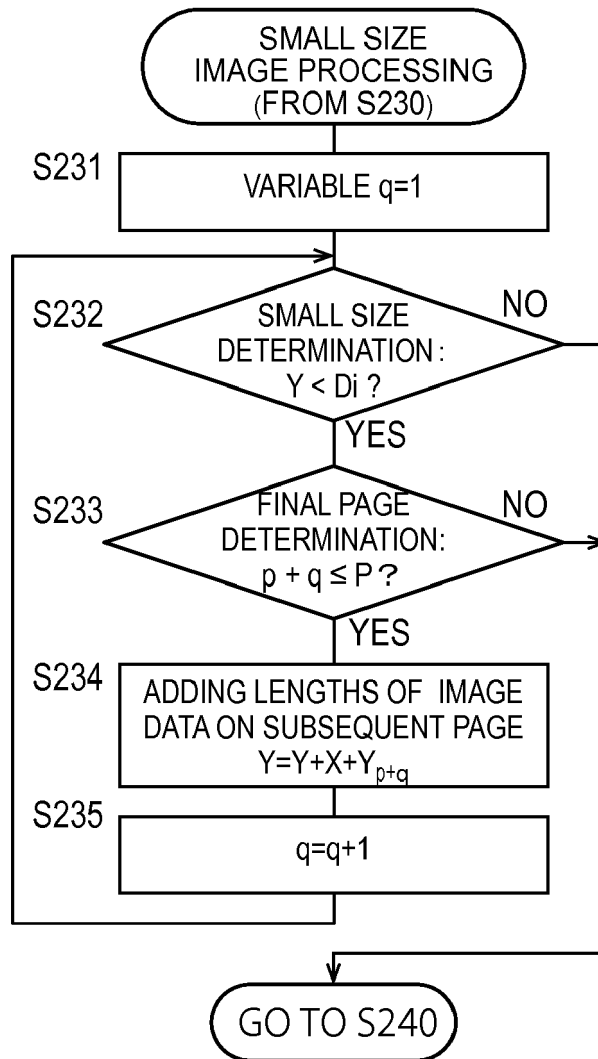 SMALL SIZE
IMAGE PROCESSING
(FROM S230)
S231
VARIABLE q=1
S232
SMALL SIZE
DETERMINATION:
Y < Di ?
NO
YES
S233
FINAL PAGE
DETERMINATION:
p + q ≤ P ?
NO
YES
S234
ADDING LENGTHS OF IMAGE
DATA ON SUBSEQUENT PAGE
Y=Y+X+Yp+q
S235
q=q+1
GO TO S240